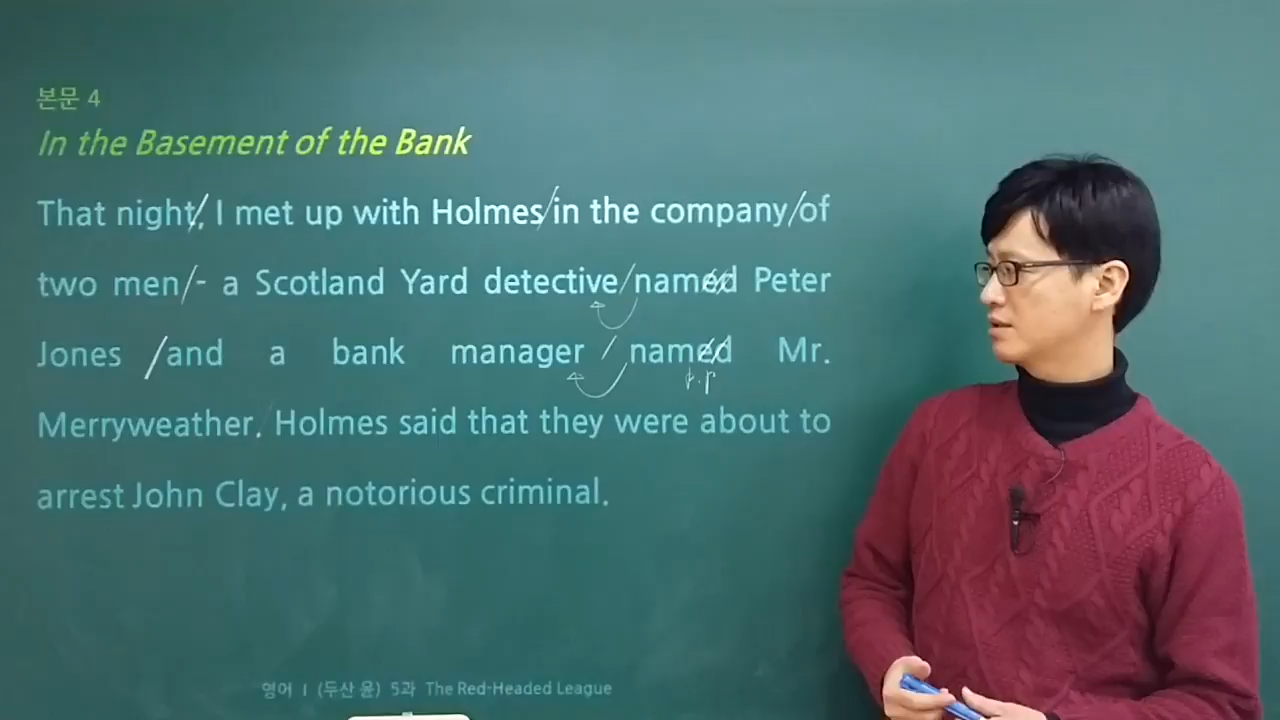 본문 4
In the Basement of the Bank
That night, I met up with Holmes in the company of
two men - a Scotland Yard detective named Peter
Jones and a bank manager named Mr.
p.p
Merryweather. Holmes said that they were about to
arrest John Clay, a notorious criminal.
영어 I (두산 윤) 5과 The Red-Headed League